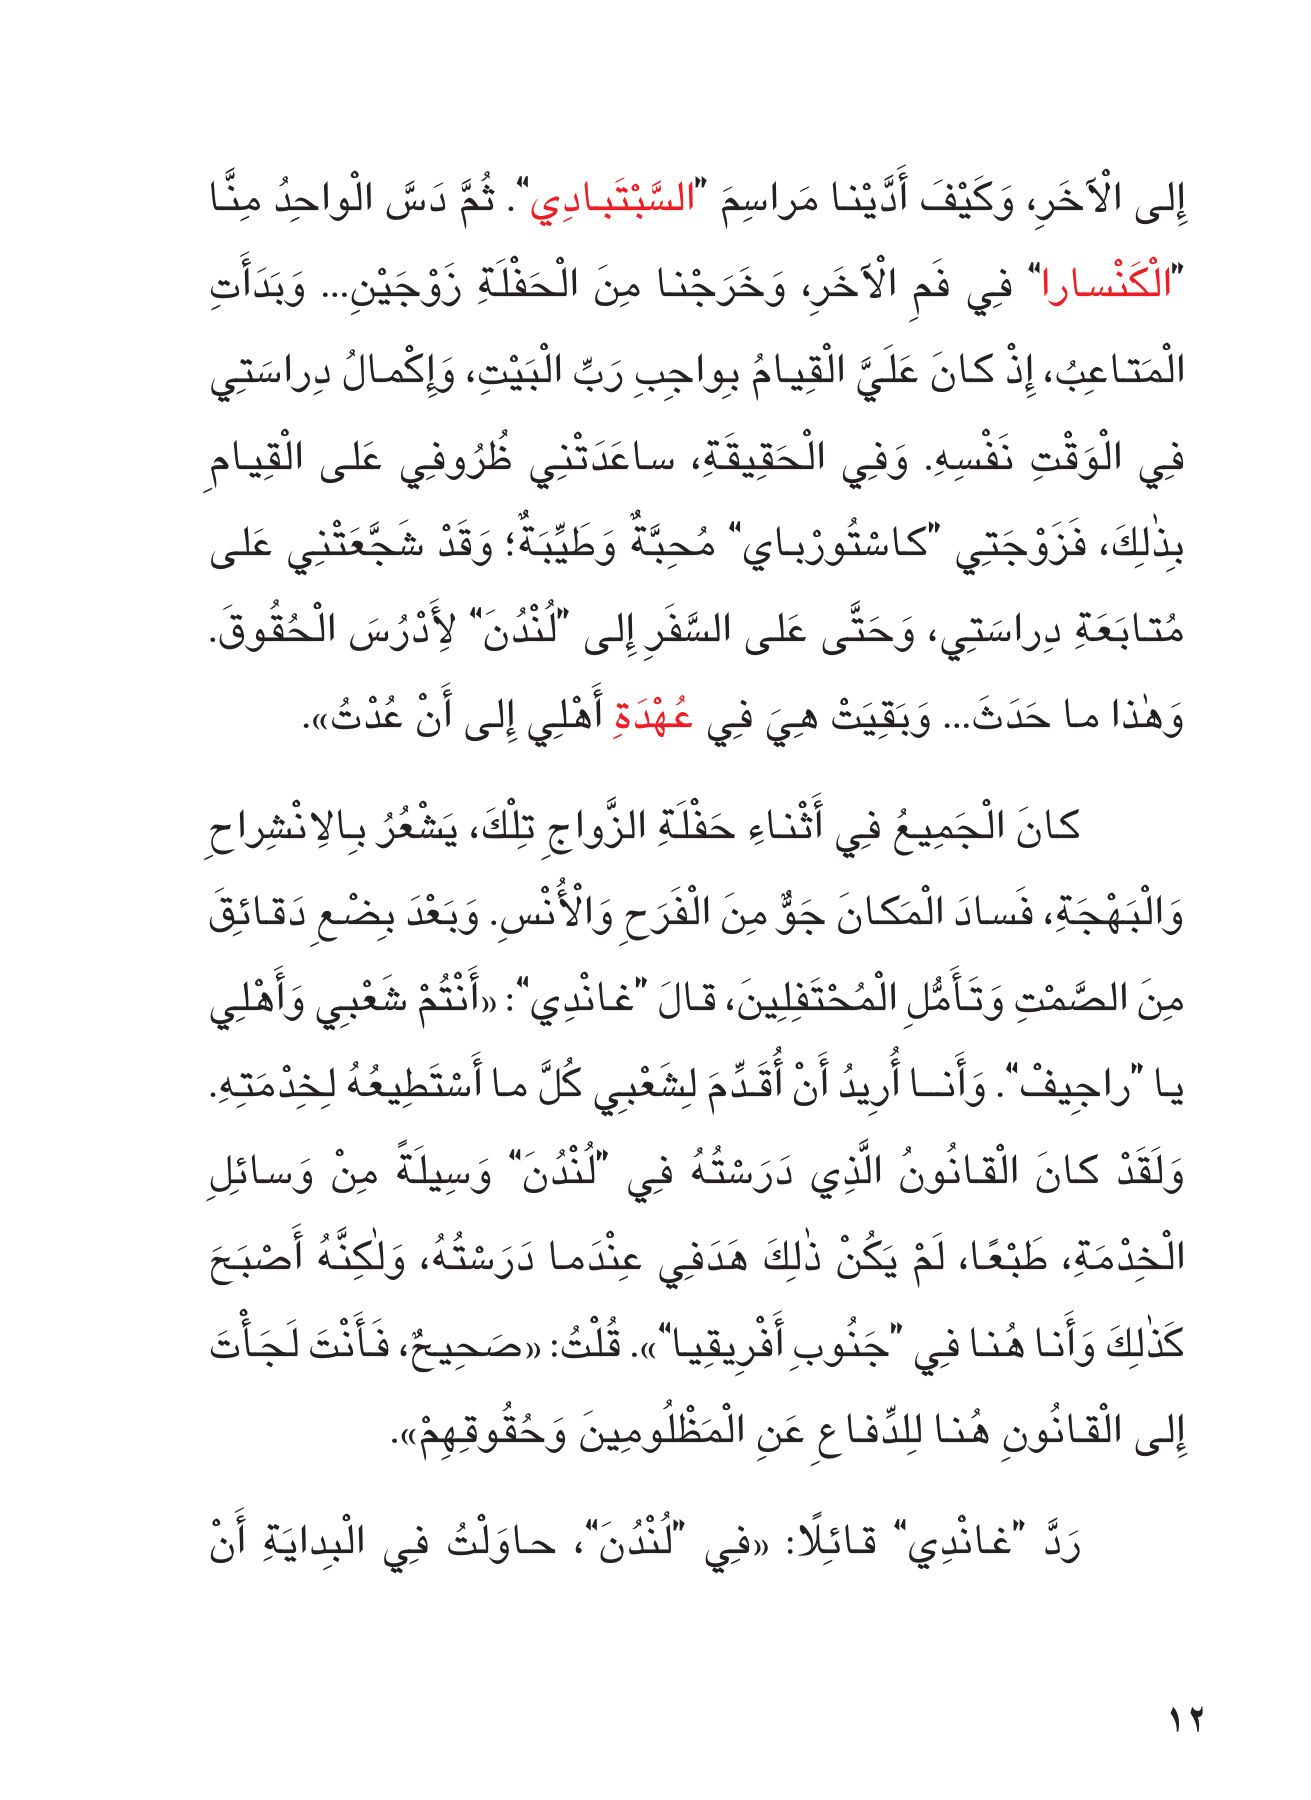 إِلى الْآخَرِ، وَكَيْفَ أَدَّيْنا مَراسِمَ "السَّبْتَبادِي". ثُمَّ دَسَّ الْواحِدُ مِنَّا
"الْكَنْسارا" فِي فَمِ الْآخَرِ، وَخَرَجْنا مِنَ الْحَفْلَةِ زَوْجَيْنِ... وَبَدَأَتِ
الْمَتاعِبُ، إِذْ كانَ عَلَيَّ الْقِيامُ بِواجِبِ رَبِّ الْبَيْتِ، وَإِكْمالُ دِراسَتِي
فِي الْوَقْتِ نَفْسِهِ. وَفِي الْحَقِيقَةِ، ساعَدَتْنِي ظُرُوفِي عَلى الْقِيامِ
بِذٰلِكَ، فَزَوْجَتِي "كاسْتُورْباي" مُحِبَّةٌ وَطَيِّبَةٌ؛ وَقَدْ شَجَّعَتْنِي عَلى
مُتابَعَةِ دِراسَتِي، وَحَتَّى عَلى السَّفَرِ إِلى "لُنْدُنَ" لِأَدْرُسَ الْحُقُوقَ.
وَهٰذا ما حَدَثَ... وَبَقِيَتْ هِيَ فِي عُهْدَةِ أَهْلِي إِلى أَنْ عُدْتُ».
كانَ الْجَمِيعُ فِي أَثْناءِ حَفْلَةِ الزَّواجِ تِلْكَ، يَشْعُرُ بِالِانْشِراحِ
وَالْبَهْجَةِ، فَسادَ الْمَكانَ جَوٌّ مِنَ الْفَرَحِ وَالْأُنْسِ. وَبَعْدَ بِضْعِ دَقائِقَ
مِنَ الصَّمْتِ وَتَأَمُّلِ الْمُحْتَفِلِينَ، قالَ "غانْدِي": «أَنْتُمْ شَعْبِي وَأَهْلِي
يا "راجِيفْ". وَأَنا أُرِيدُ أَنْ أُقَدِّمَ لِشَعْبِي كُلَّ ما أَسْتَطِيعُهُ لِخِدْمَتِهِ.
وَلَقَدْ كانَ الْقانُونُ الَّذِي دَرَسْتُهُ فِي "لُنْدُنَ" وَسِيلَةً مِنْ وَسائِلِ
الْخِدْمَةِ، طَبْعًا، لَمْ يَكُنْ ذٰلِكَ هَدَفِي عِنْدَما دَرَسْتُهُ، وَلٰكِنَّهُ أَصْبَحَ
كَذٰلِكَ وَأَنا هُنا فِي "جَنُوبِ أَفْرِيقِيا"». قُلْتُ: «صَحِيحٌ، فَأَنْتَ لَجَأْتَ
إِلى الْقانُونِ هُنا لِلدِّفاعِ عَنِ الْمَظْلُومِينَ وَحُقُوقِهِمْ».
رَدَّ "غانْدِي" قائِلًا: «فِي "لُنْدُنَ"، حاوَلْتُ فِي الْبِدايَةِ أَنْ
١٢